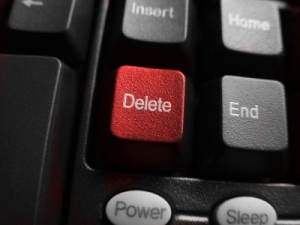 ←
Insert
Home
Delete
End
Power
Sleep